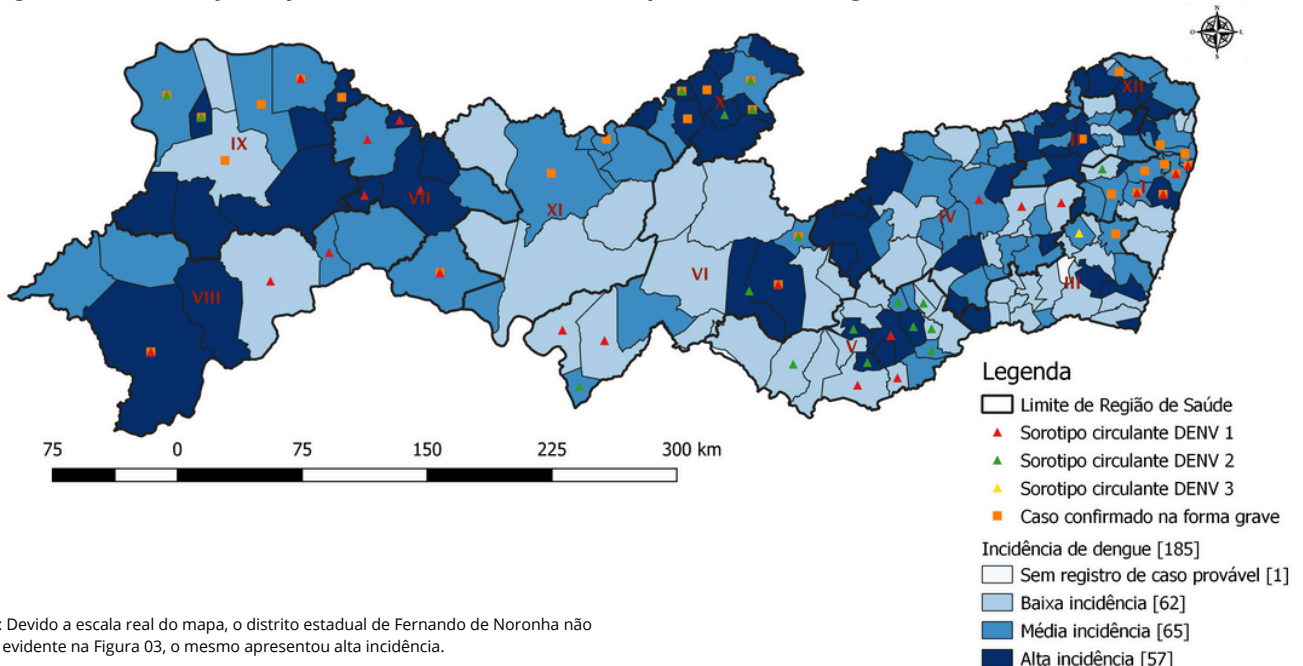 N
O
L
S
XII
X
IX
II
I
VII
XI
IV
VI
III
VIII
V
Legenda
Limite de Região de Saúde
Sorotipo circulante DENV 1
Sorotipo circulante DENV 2
Sorotipo circulante DENV 3
Caso confirmado na forma grave
Incidência de dengue [185]
Sem registro de caso provável [1]
Baixa incidência [62]
Média incidência [65]
Alta incidência [57]
75 0 75 150 225 300 km
: Devido a escala real do mapa, o distrito estadual de Fernando de Noronha não
evidente na Figura 03, o mesmo apresentou alta incidência.